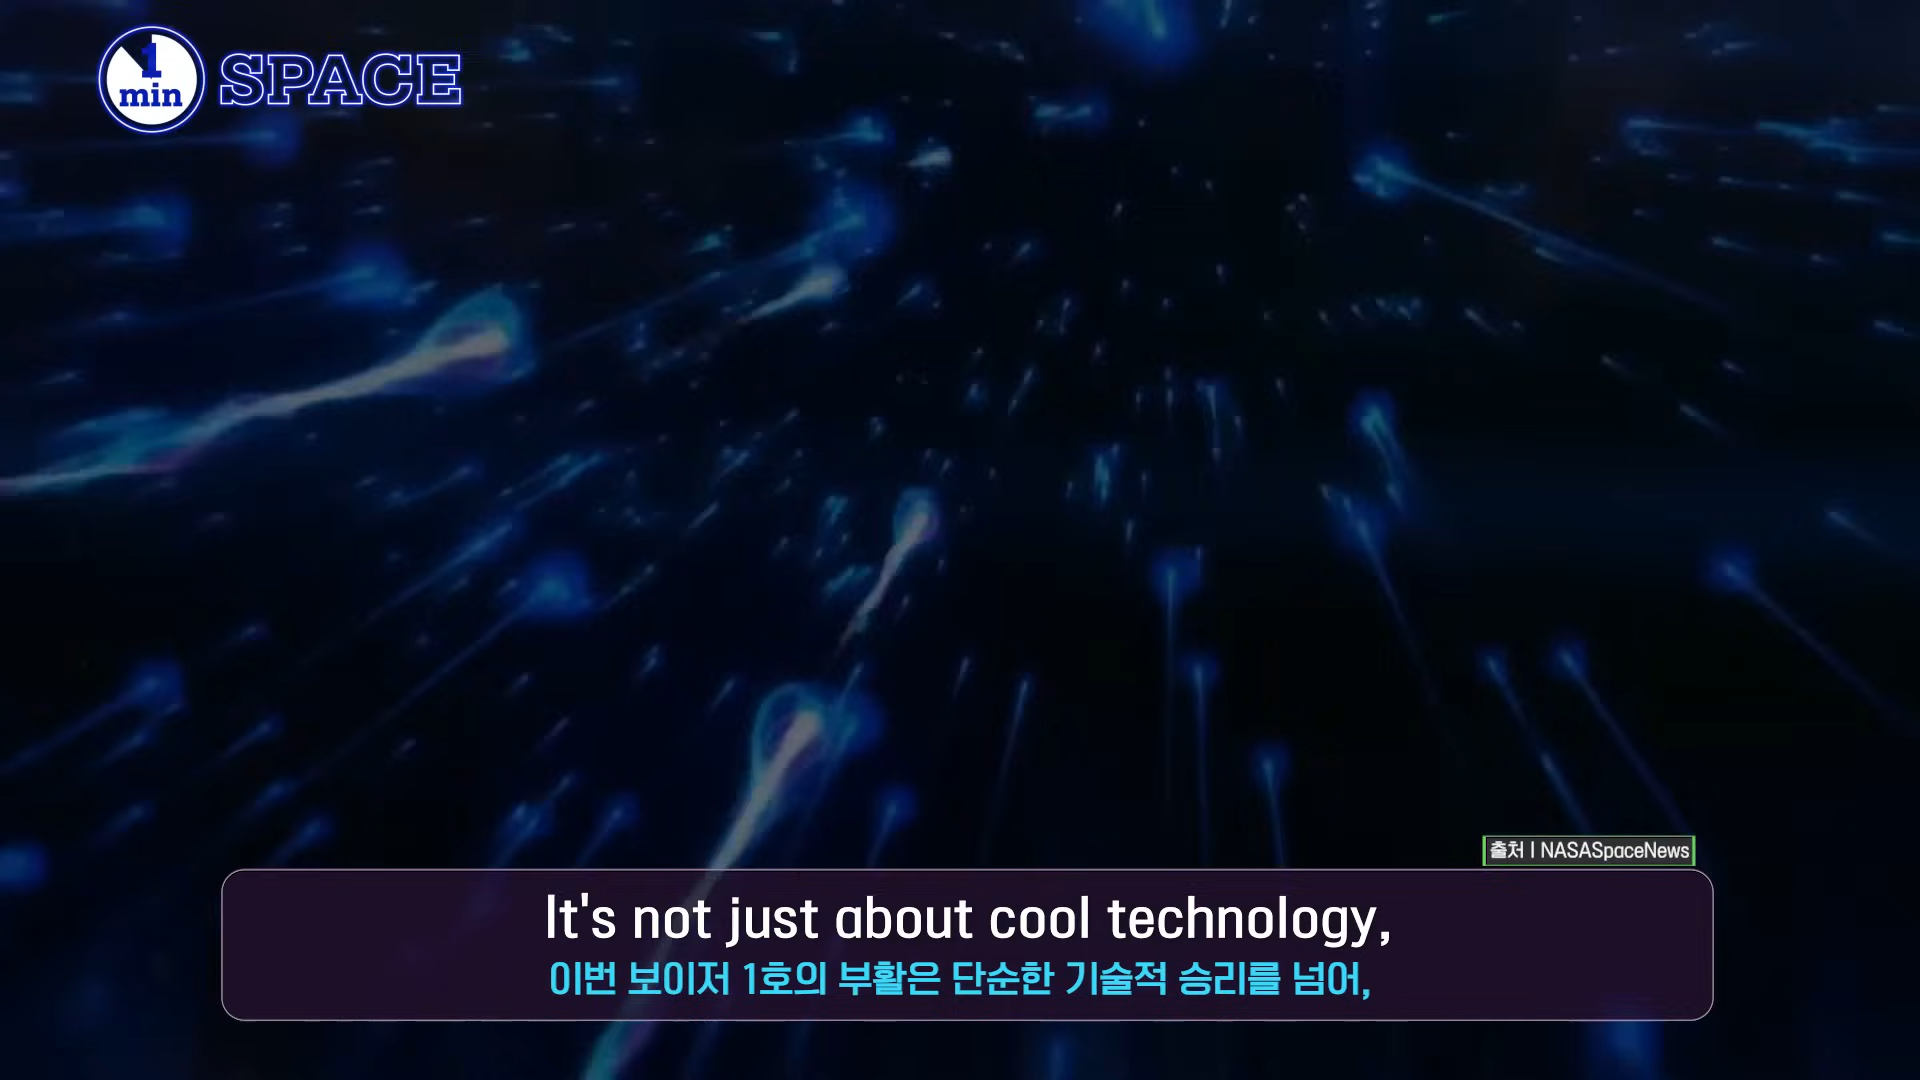 1
min
SPACE
출처 | NASASpaceNews
It's not just about cool technology,
이번 보이저 1호의 부활은 단순한 기술적 승리를 넘어,